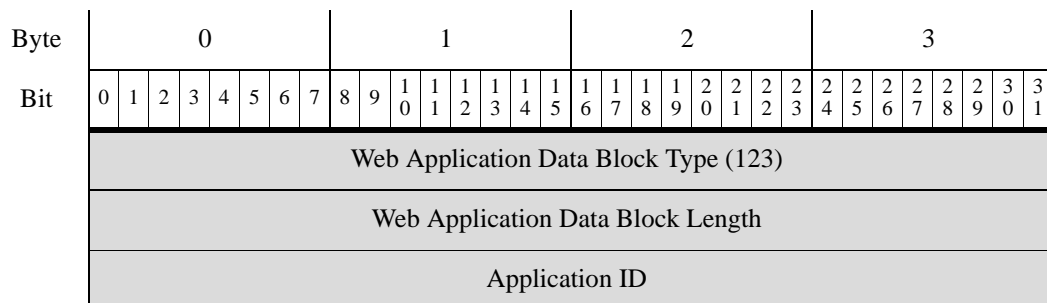 Byte 0 1 2 3
Bit 0 1 2 3 4 5 6 7 8 9 10 11 12 13 14 15 16 17 18 19 20 21 22 23 24 25 26 27 28 29 30 31
Web Application Data Block Type (123)
Web Application Data Block Length
Application ID